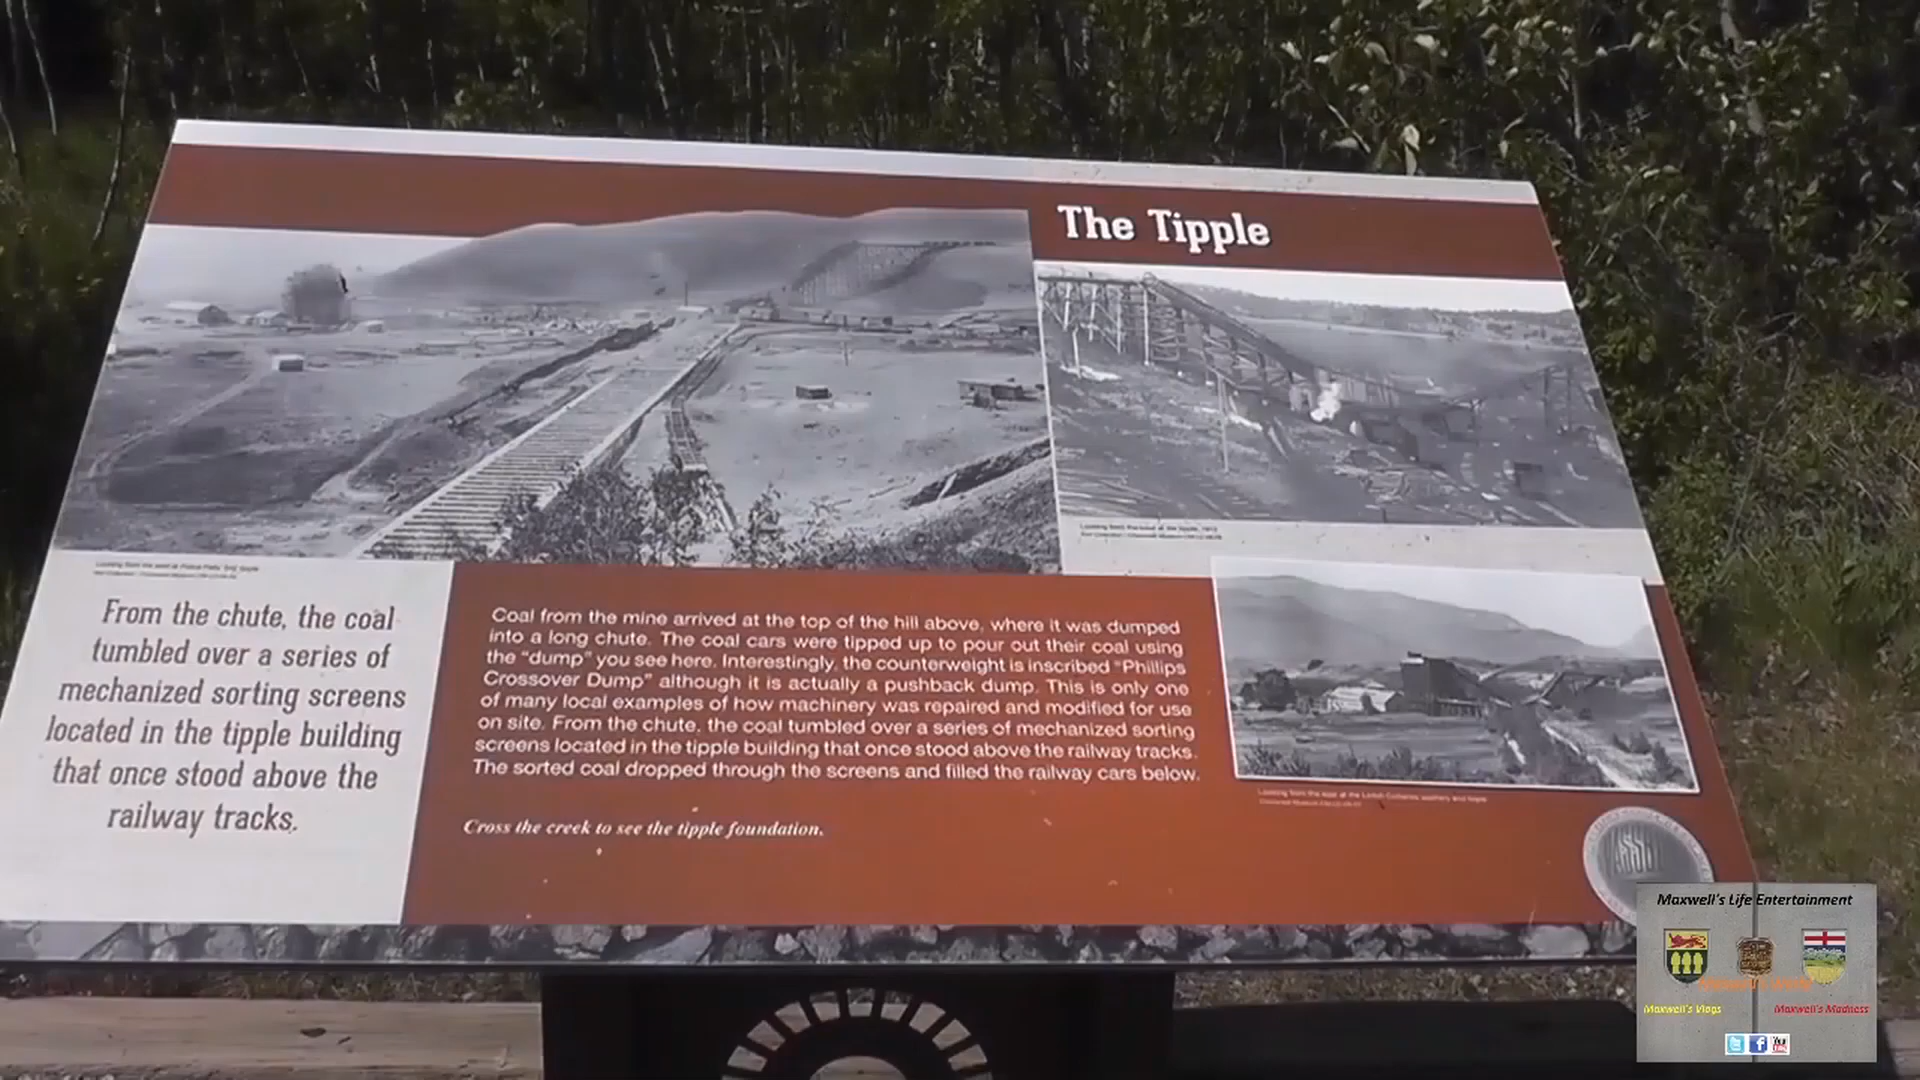 The Tipple
From the chute, the coal
tumbled over a series of
mechanized sorting screens
located in the tipple building
that once stood above the
railway tracks.
Coal from the mine arrived at the top of the hill above, where it was dumped
into a long chute. The coal cars were tipped up to pour out their coal using
the "dump" you see here. Interestingly, the counterweight is inscribed "Phillips
Crossover Dump" although it is actually a pushback dump. This is only one
of many local examples of how machinery was repaired and modified for use
on site. From the chute, the coal tumbled over a series of mechanized sorting
screens located in the tipple building that once stood above the railway tracks.
The sorted coal dropped through the screens and filled the railway cars below.
Cross the creek to see the tipple foundation.
Maxwell's Life Entertainment
Maxwell's Vlogs
Maxwell's Madness